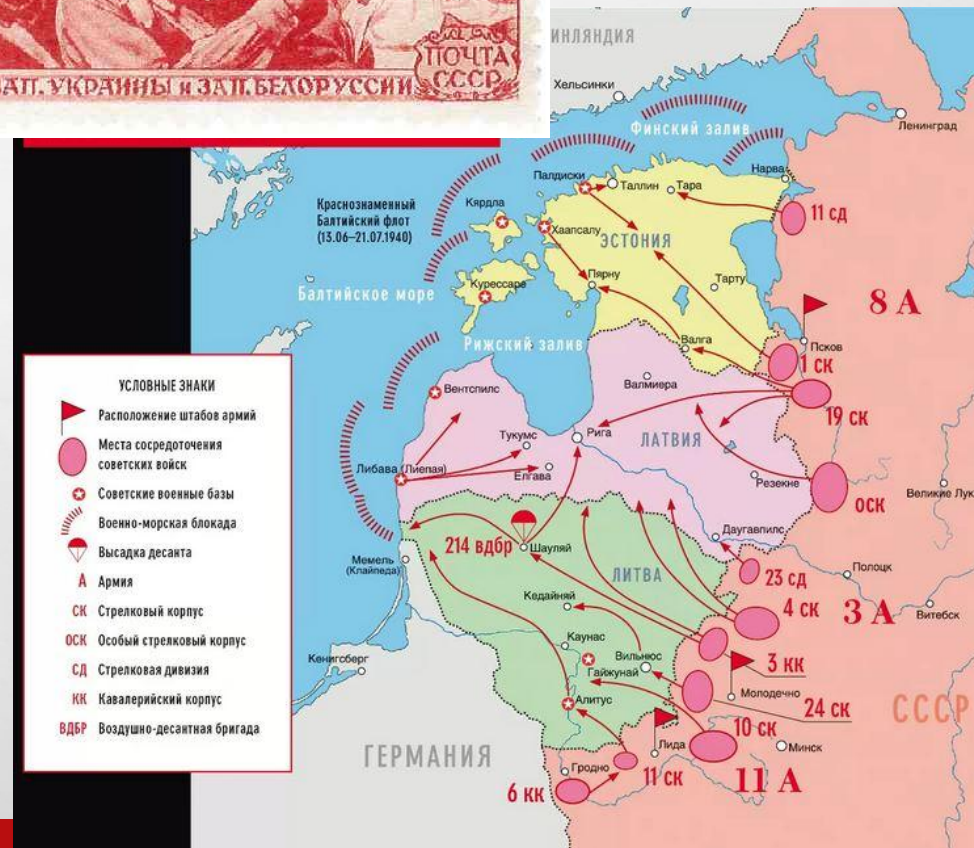 ЗАП. УКРАИНЫ и ЗАП. БЕЛОРУССИИ
ПОЧТА
СССР
ИНЛЯНДИЯ
Хельсинки
Финский залив
Ленинград
Нарва
Палдиски
Таллин
Тара
11 сд
Краснознаменный
Балтийский флот
(13.06–21.07.1940)
Кярдла
Хаапсалу
ЭСТОНИЯ
Балтийское море
Курессаре
Пярну
Тарту
8 А
Псков
Рижский залив
Валга
1 ск
19 ск
Вентспилс
Валмиера
Тукумс
Рига
ЛАТВИЯ
Либава (Лиепая)
Елгава
Резекне
оск
Великие Лук
Даугавпилс
214 вдбр
Шауляй
23 сд
Полоцк
Мемель
(Клайпеда)
ЛИТВА
Кедайняй
4 ск
3 А
Витебск
Каунас
3 кк
Кенигсберг
Вильнюс
Гайжунай
Молодечно
24 ск
СССР
Алитус
10 ск
Минск
ГЕРМАНИЯ
Лида
Гродно
11 ск
11 А
6 кк
УСЛОВНЫЕ ЗНАКИ
Расположение штабов армий
Места сосредоточения
советских войск
Советские военные базы
Военно-морская блокада
Высадка десанта
А Армия
СК Стрелковый корпус
ОСК Особый стрелковый корпус
СД Стрелковая дивизия
КК Кавалерийский корпус
ВДБР Воздушно-десантная бригада